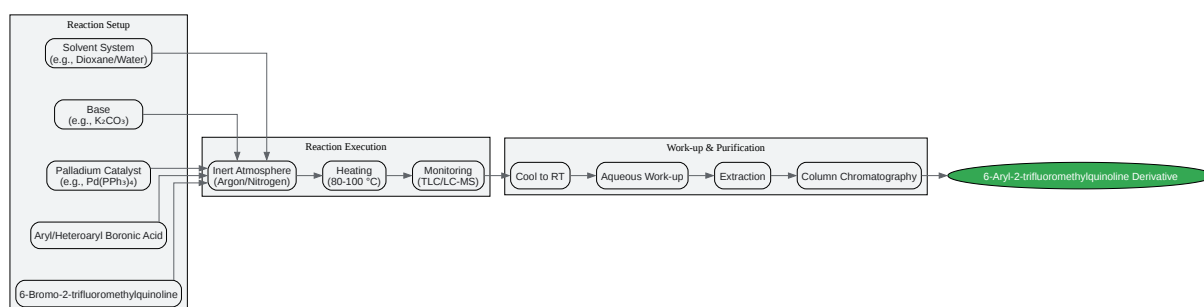 Reaction Setup
Solvent System
(e.g., Dioxane/Water)
Base
(e.g., K₂CO₃)
Palladium Catalyst
(e.g., Pd(PPh₃)₄)
Aryl/Heteroaryl Boronic Acid
6-Bromo-2-trifluoromethylquinoline
Reaction Execution
Inert Atmosphere
(Argon/Nitrogen)
Heating
(80-100 °C)
Monitoring
(TLC/LC-MS)
Work-up & Purification
Cool to RT
Aqueous Work-up
Extraction
Column Chromatography
6-Aryl-2-trifluoromethylquinoline Derivative